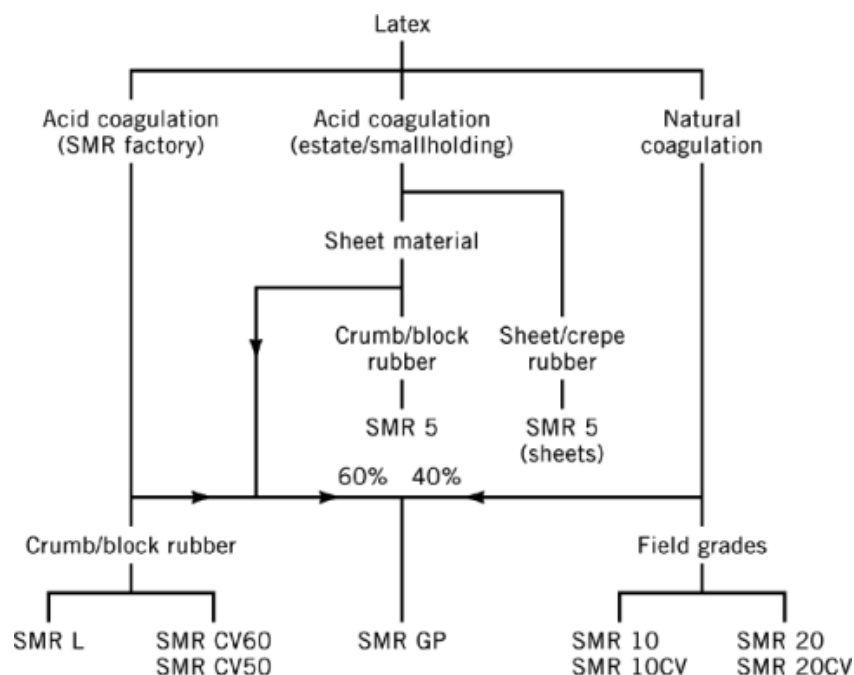 Latex
Acid coagulation
(SMR factory)
Acid coagulation
(estate/smallholding)
Natural
coagulation
Sheet material
Crumb/block
rubber
Sheet/crepe
rubber
SMR 5
SMR 5
(sheets)
60% 40%
Crumb/block rubber
Field grades
SMR L
SMR CV60
SMR CV50
SMR GP
SMR 10
SMR 10CV
SMR 20
SMR 20CV